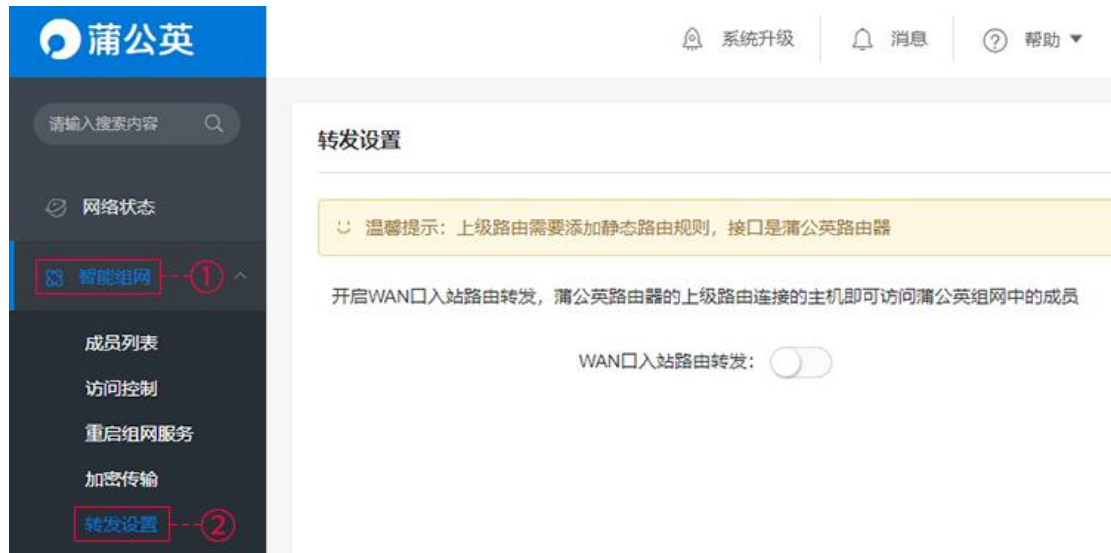 蒲公英
系统升级
消息
帮助
请输入搜索内容
网络状态
智能组网
①
成员列表
访问控制
重启组网服务
加密传输
转发设置
②
转发设置
温馨提示：上级路由需要添加静态路由规则，接口是蒲公英路由器
开启WAN口入站路由转发，蒲公英路由器的上级路由连接的主机即可访问蒲公英组网中的成员
WAN口入站路由转发：